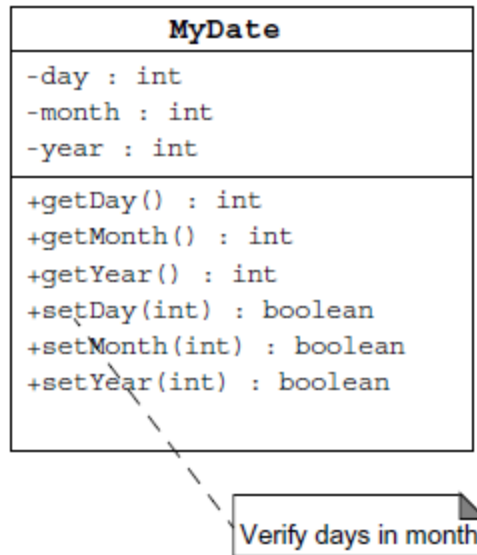 MyDate
-day : int
-month : int
-year : int
+getDay() : int
+getMonth() : int
+getYear() : int
+setDay(int) : boolean
+setMonth(int) : boolean
+setYear(int) : boolean
Verify days in month